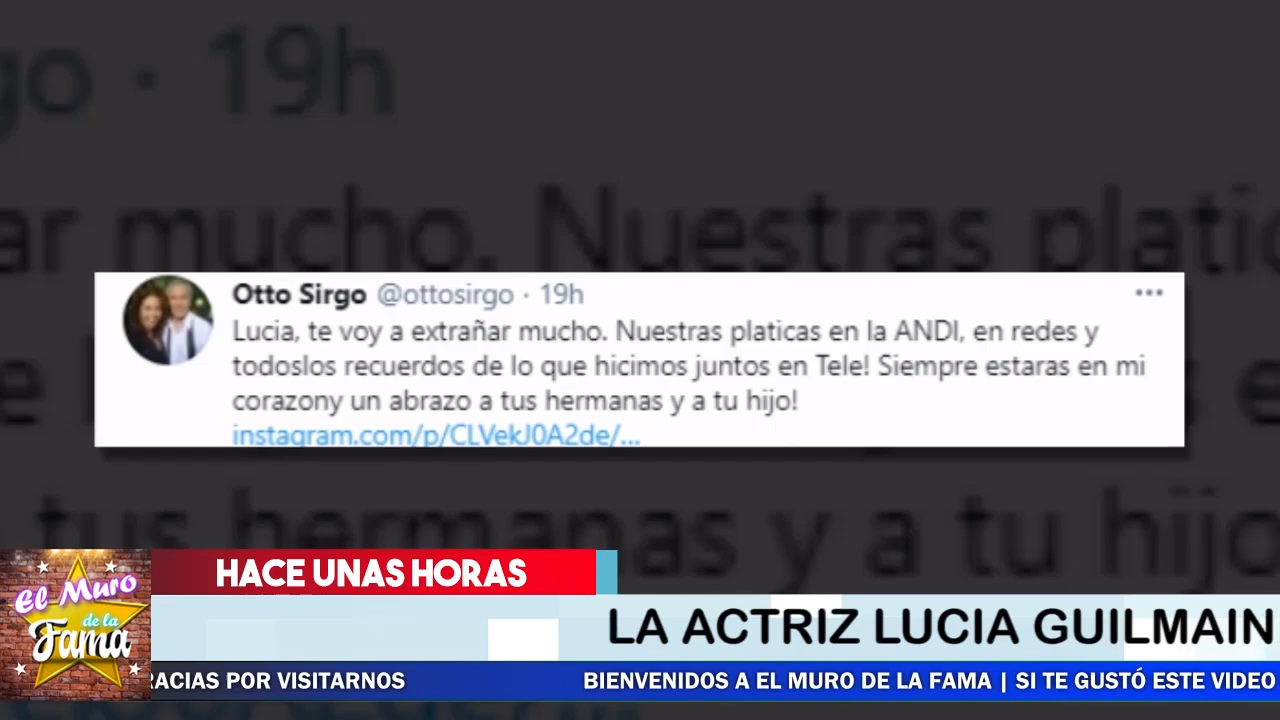 go · 19h
ar mucho. Nuestras platic
Otto Sirgo @ottosirgo · 19h
Lucia, te voy a extrañar mucho. Nuestras platicas en la ANDI, en redes y
todoslos recuerdos de lo que hicimos juntos en Tele! Siempre estaras en mi
corazony un abrazo a tus hermanas y a tu hijo!
instagram.com/p/CLVekJ0A2de/...
tus hermanas y a tu hijo
HACE UNAS HORAS
El Muro
de la
Fama
LA ACTRIZ LUCIA GUILMAIN
RACIAS POR VISITARNOS BIENVENIDOS A EL MURO DE LA FAMA | SI TE GUSTÓ ESTE VIDEO